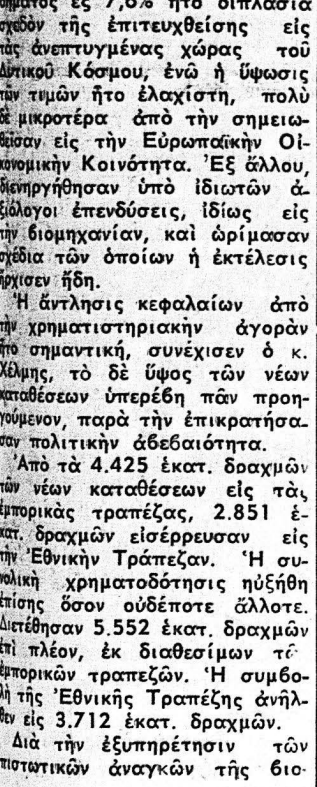 σήματος ἐξ 7,8% ἦτο διπλασία
σχεδὸν τῆς ἐπιτευχθείσης εἰς
τὰς ἀνεπτυγμένας χώρας τοῦ
Δυτικοῦ Κόσμου, ἐνῶ ἡ ὕψωσις
τῶν τιμῶν ἦτο ἐλαχίστη, πολὺ
δὲ μικροτέρα ἀπὸ τὴν σημειω-
θεῖσαν εἰς τὴν Εὐρωπαϊκὴν Οἰ-
κονομικὴν Κοινότητα. Ἐξ ἄλλου,
διενηργήθησαν ὑπὸ ἰδιωτῶν ἀ-
ξιόλογοι ἐπενδύσεις, ἰδίως εἰς
τὴν βιομηχανίαν, καὶ ὡρίμασαν
σχέδια τῶν ὁποίων ἡ ἐκτέλεσις
ἤρχισεν ἤδη.
Ἡ ἄντλησις κεφαλαίων ἀπὸ
τὴν χρηματιστηριακὴν ἀγορὰν
ἦτο σημαντική, συνέχισεν ὁ κ.
Χέλμης, τὸ δὲ ὕψος τῶν νέων
καταθέσεων ὑπερέβη πᾶν προη-
γούμενον, παρὰ τὴν ἐπικρατήσα-
σαν πολιτικὴν ἀβεβαιότητα.
Ἀπὸ τὰ 4.425 ἑκατ. δραχμῶν
τῶν νέων καταθέσεων εἰς τὰς
ἐμπορικὰς τραπέζας, 2.851 ἑ-
κατ. δραχμῶν εἰσέρρευσαν εἰς
τὴν Ἐθνικὴν Τράπεζαν. Ἡ συ-
νολικὴ χρηματοδότησις ηὐξήθη
ἐπίσης ὅσον οὐδέποτε ἄλλοτε.
Διετέθησαν 5.552 ἑκατ. δραχμῶν
ἐπὶ πλέον, ἐκ διαθεσίμων τῶ
ἐμπορικῶν τραπεζῶν. Ἡ συμβο-
λὴ τῆς Ἐθνικῆς Τραπέζης ἀνῆλ-
θεν εἰς 3.712 ἑκατ. δραχμῶν.
Διὰ τὴν ἐξυπηρέτησιν τῶν
πιστωτικῶν ἀναγκῶν τῆς βιο-